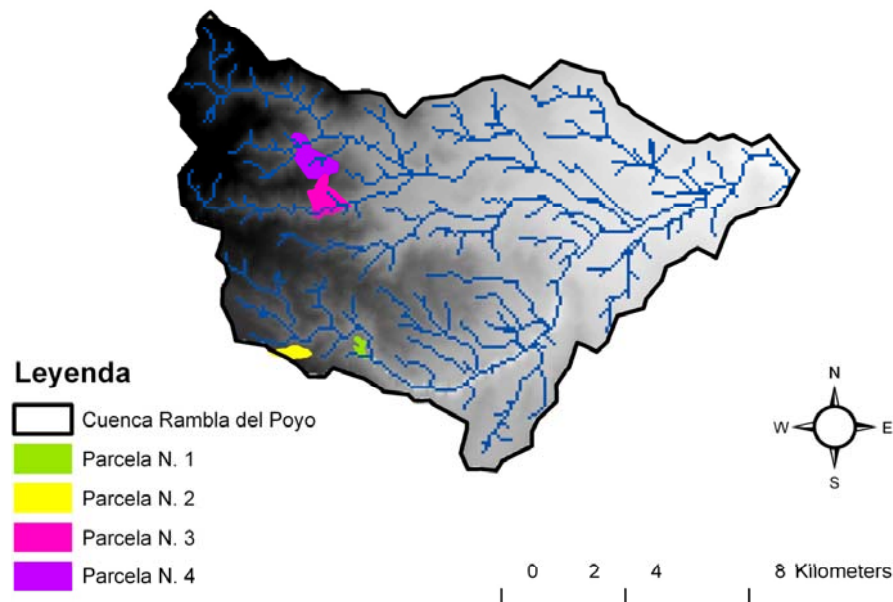 Leyenda
Cuenca Rambla del Poyo
Parcela N. 1
Parcela N. 2
Parcela N. 3
Parcela N. 4
N
W E
S
0 2 4 8 Kilometers